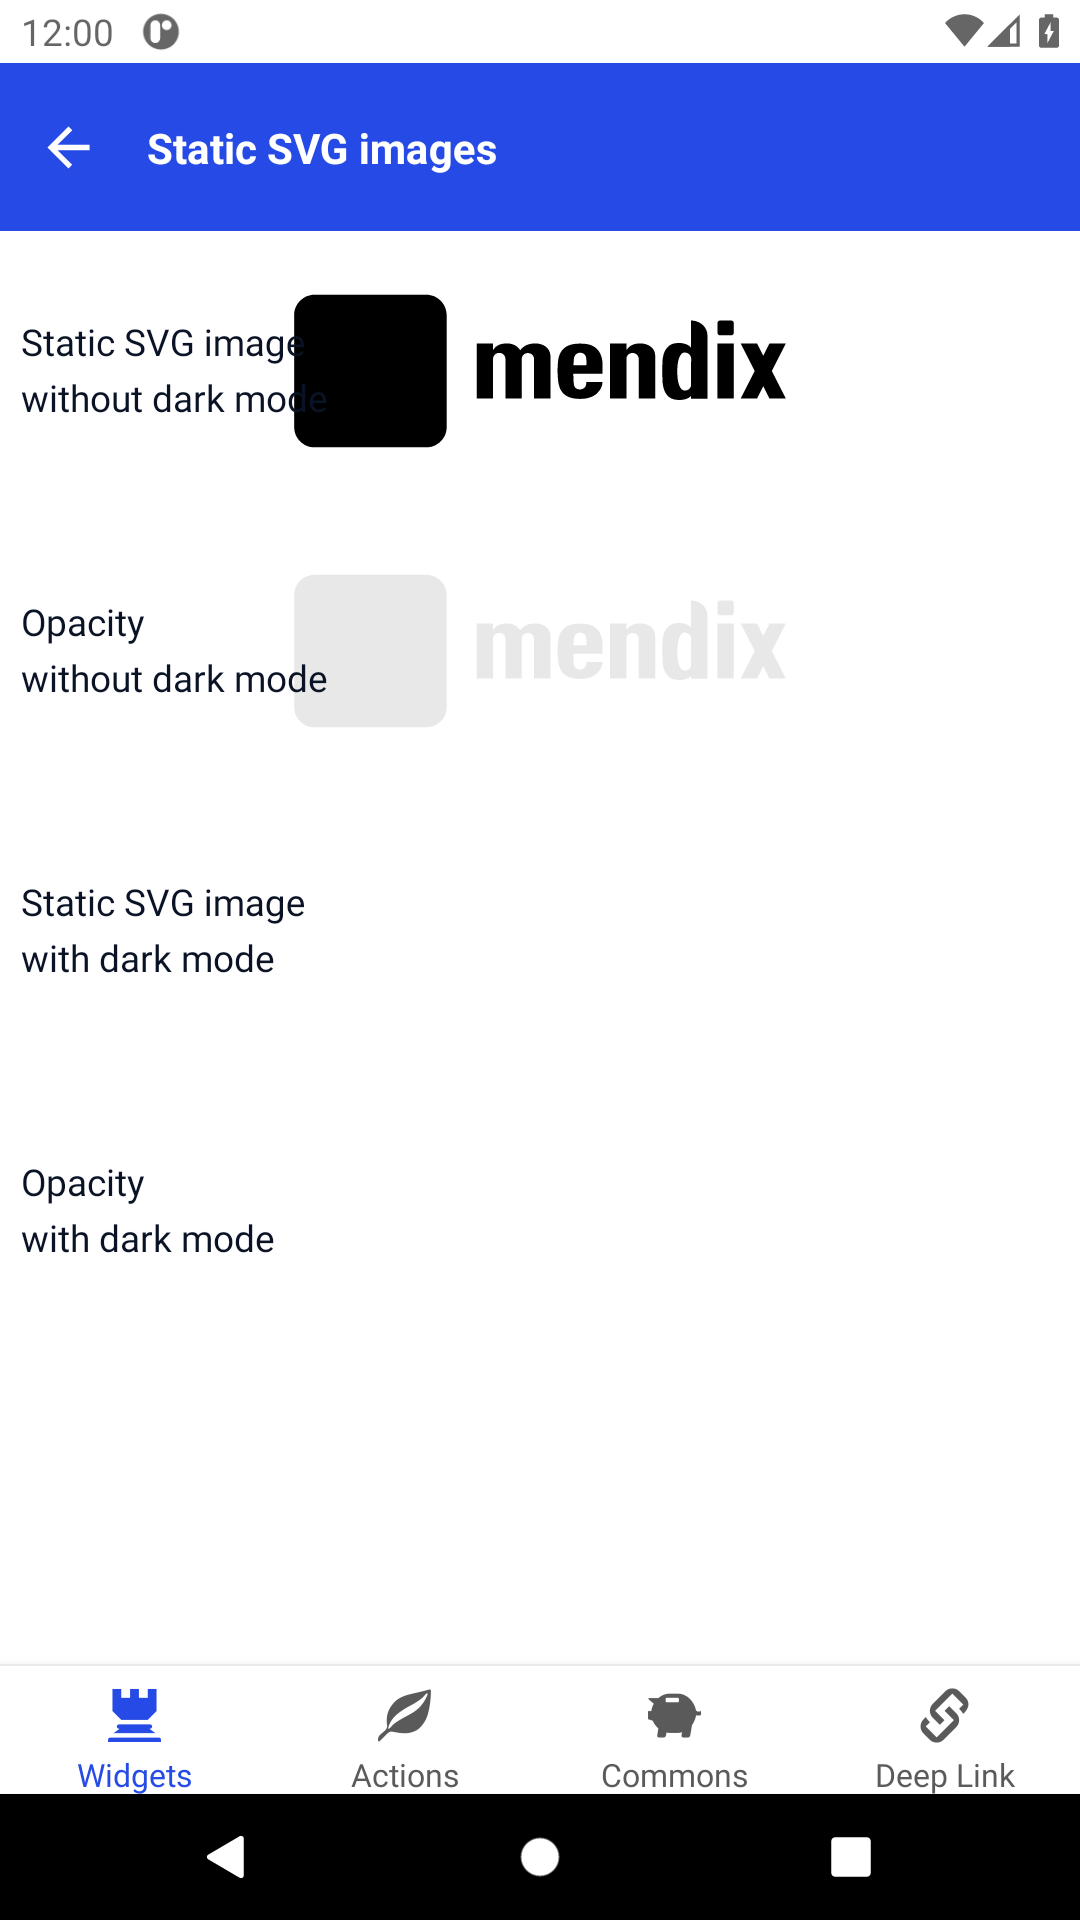 12:00
Static SVG images
Static SVG image
without dark mode
mendix
Opacity
without dark mode
mendix
Static SVG image
with dark mode
Opacity
with dark mode
Widgets
Actions
Commons
Deep Link